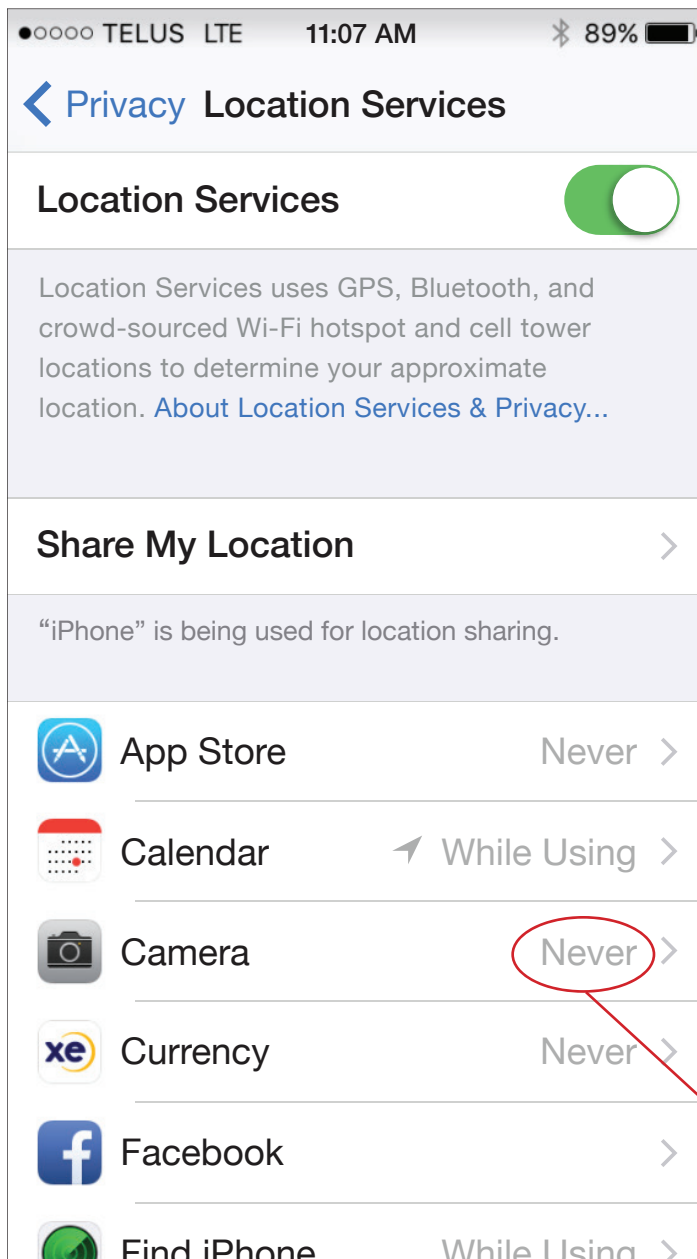 TELUS LTE 11:07 AM 89%
Privacy Location Services
Location Services
Location Services uses GPS, Bluetooth, and
crowd-sourced Wi-Fi hotspot and cell tower
locations to determine your approximate
location. About Location Services & Privacy...
Share My Location
“iPhone” is being used for location sharing.
App Store Never
Calendar While Using
Camera Never
xe Currency Never
f Facebook
Find iPhone While Using